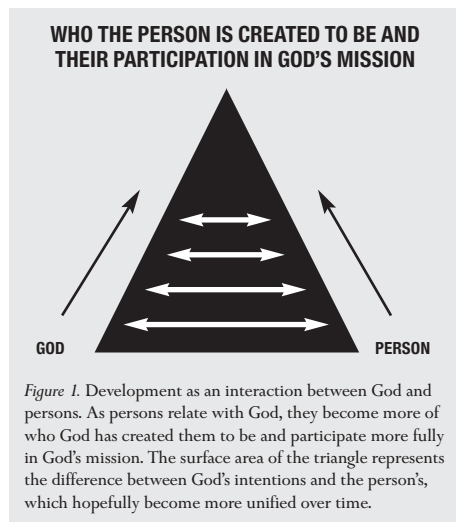 WHO THE PERSON IS CREATED TO BE AND
THEIR PARTICIPATION IN GOD'S MISSION
GOD
PERSON
Figure 1. Development as an interaction between God and
persons. As persons relate with God, they become more of
who God has created them to be and participate more fully
in God's mission. The surface area of the triangle represents
the difference between God's intentions and the person's,
which hopefully become more unified over time.